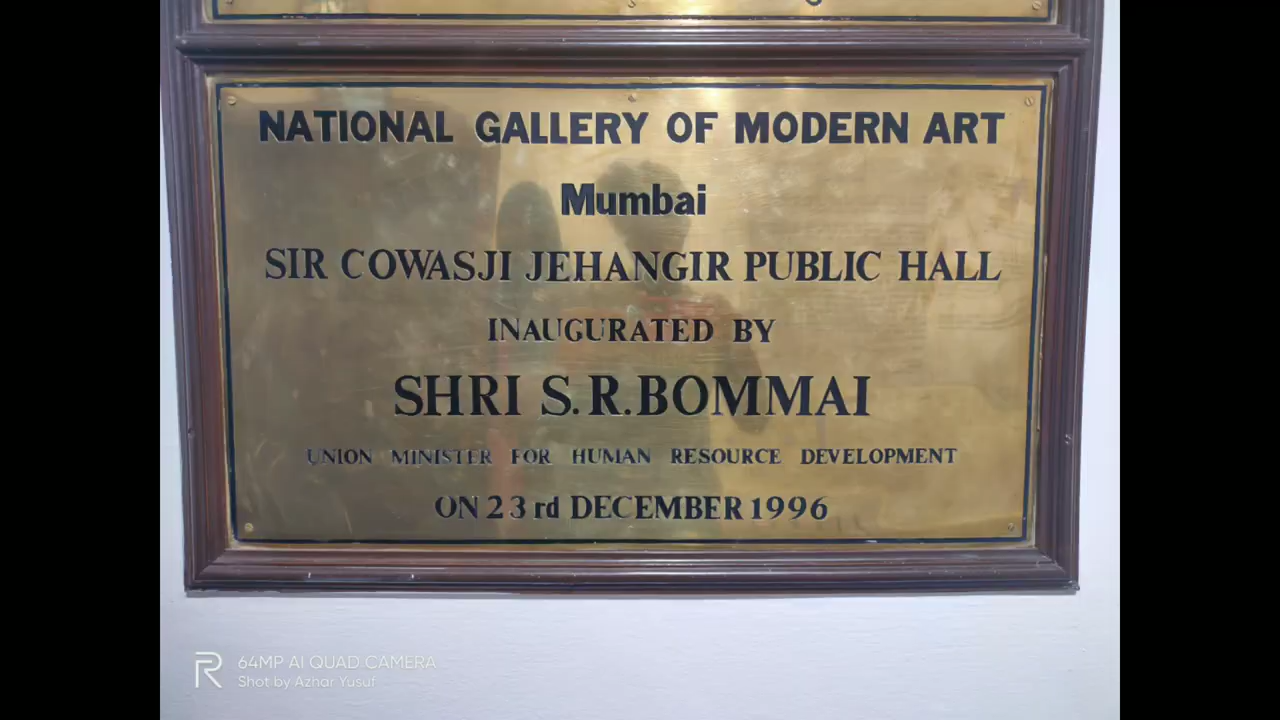 NATIONAL GALLERY OF MODERN ART
Mumbai
SIR COWASJI JEHANGIR PUBLIC HALL
INAUGURATED BY
SHRI S.R.BOMMAI
UNION MINISTER FOR HUMAN RESOURCE DEVELOPMENT
ON 23rd DECEMBER 1996
64MP AI QUAD CAMERA
Shot by Azhar Yusuf